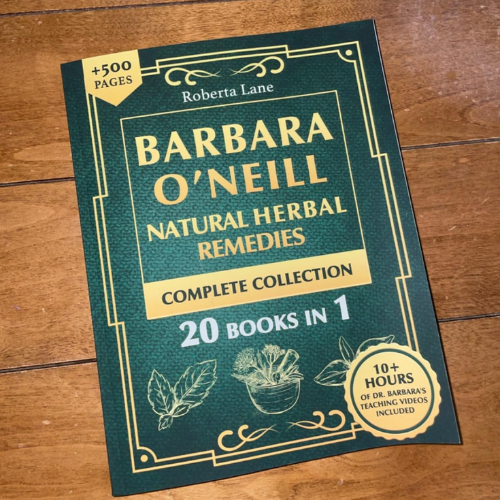 +500
PAGES
Roberta Lane
BARBARA
O'NEILL
NATURAL HERBAL
REMEDIES
COMPLETE COLLECTION
20 BOOKS IN 1
10+
HOURS
OF DR. BARBARA'S
TEACHING VIDEOS
INCLUDED